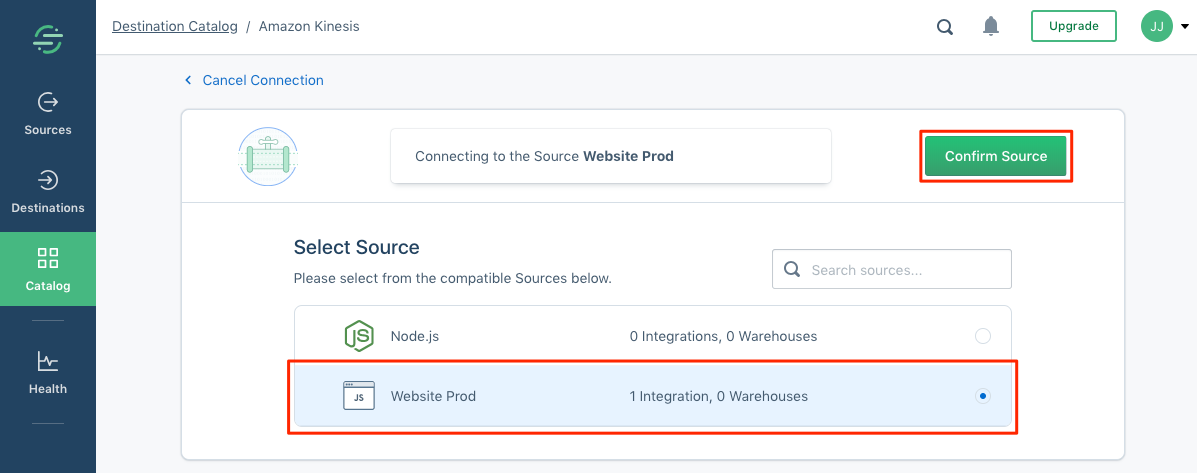 Destination Catalog / Amazon Kinesis
Upgrade
JJ
Sources
Destinations
Catalog
Health
Cancel Connection
Connecting to the Source Website Prod
Confirm Source
Select Source
Please select from the compatible Sources below.
Search sources...
JS Node.js 0 Integrations, 0 Warehouses
JS Website Prod 1 Integration, 0 Warehouses